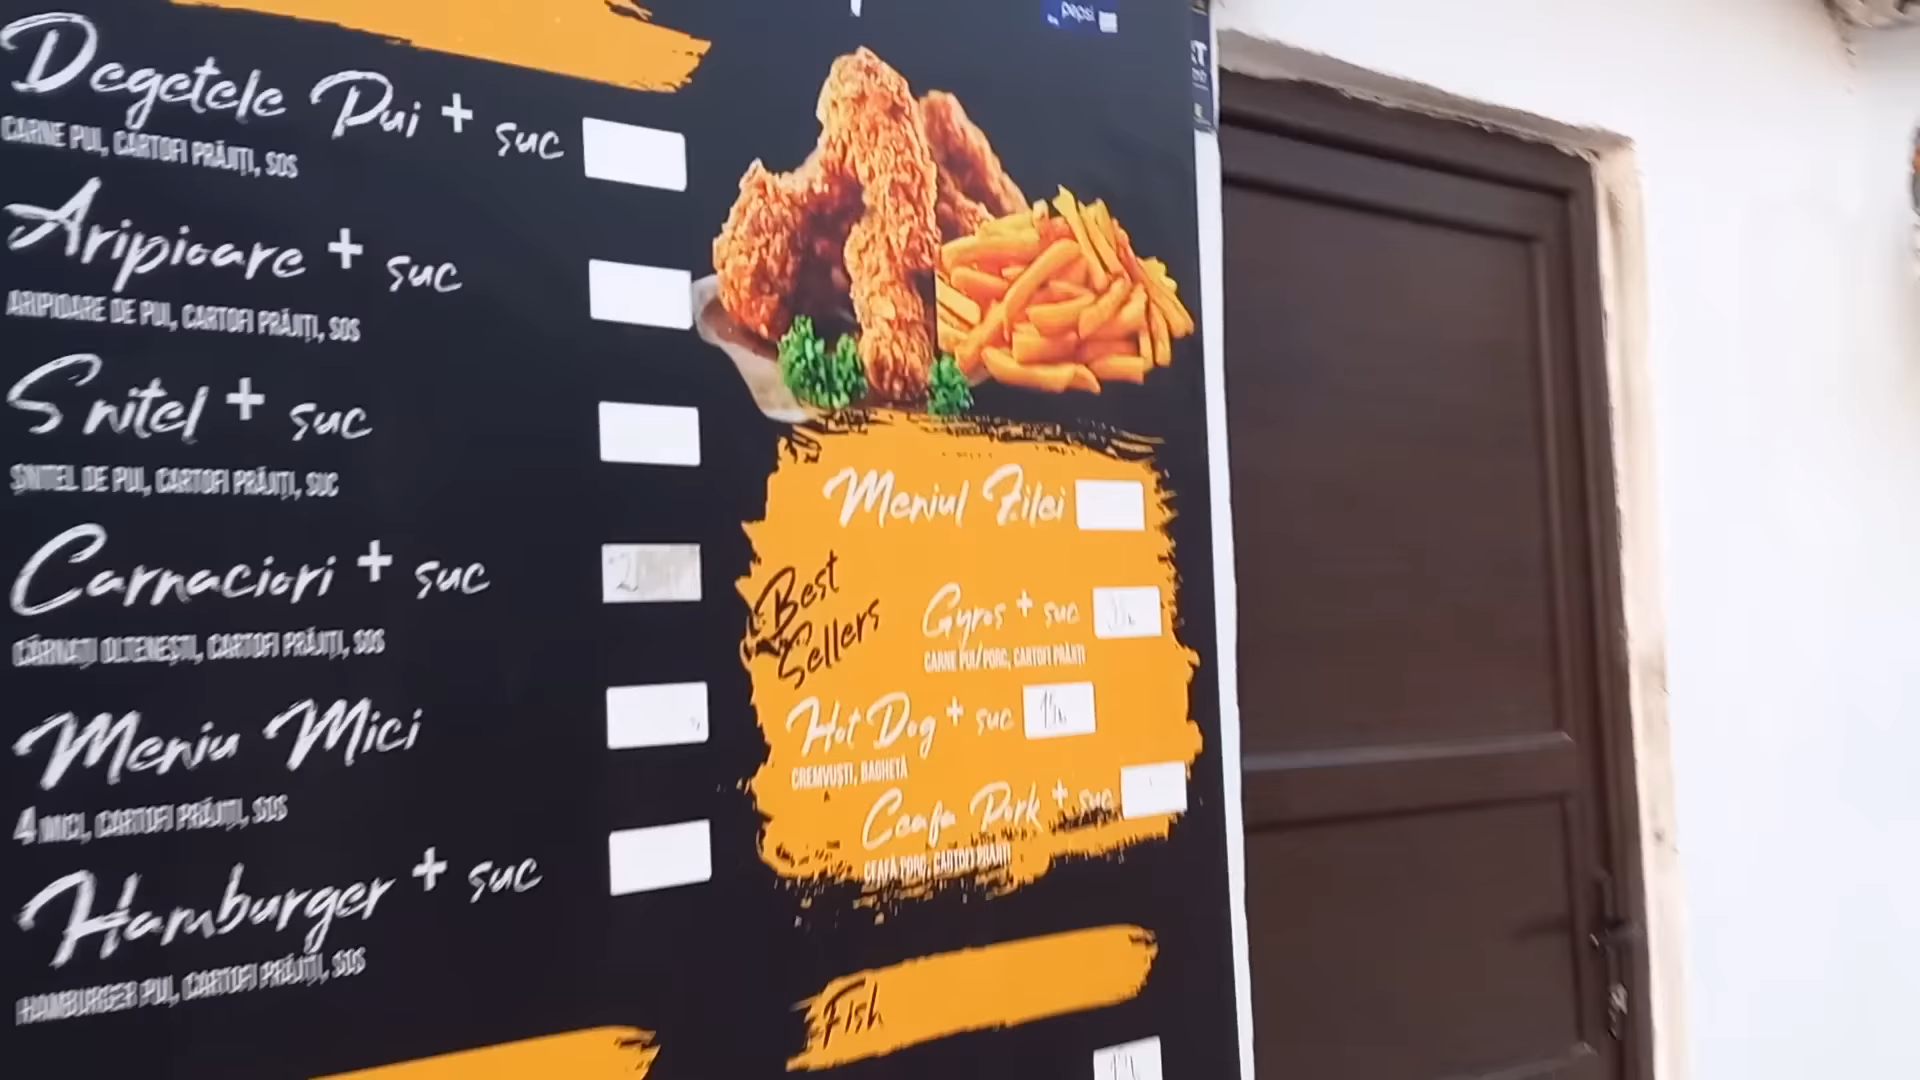 pepsi
Degetele Pui + suc
CARNE PUI, CARTOFI PRĂJIȚI, SOS
Aripioare + suc
ARIPIOARE DE PUI, CARTOFI PRĂJIȚI, SOS
Snitel + suc
ȘNITEL DE PUI, CARTOFI PRĂJIȚI, SUC
Carnaciori + suc
CÂRNAȚI OLTENEȘTI, CARTOFI PRĂJIȚI, SOS
Meniu Mici
4 MICI, CARTOFI PRĂJIȚI, SOS
Hamburger + suc
HAMBURGER PUI, CARTOFI PRĂJIȚI, SOS
Meniul Zilei
Best
Sellers
Gyros + suc
CARNE PUI/PORC, CARTOFI PRĂJIȚI
Hot Dog + suc
CREMVUȘTI, BAGHETĂ
Ceafa Pork + suc
CEAFĂ PORC, CARTOFI PRĂJIȚI
Fish